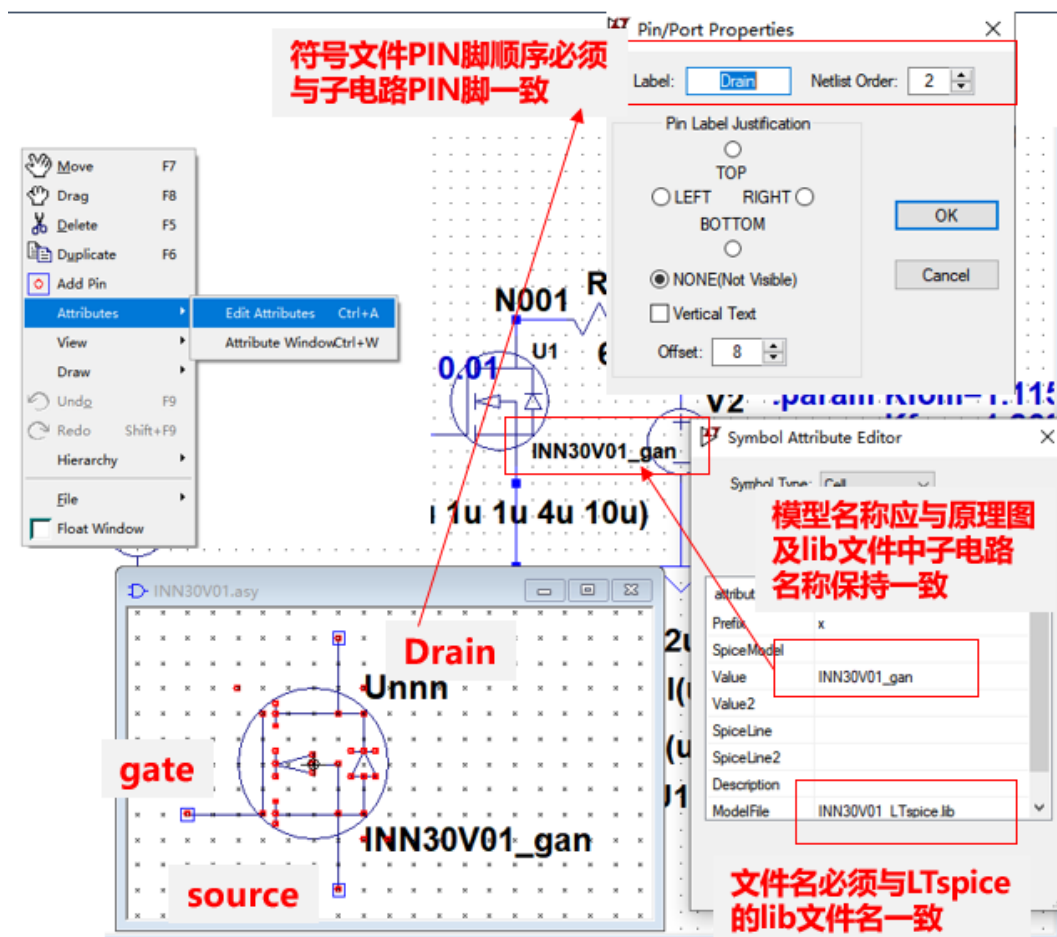 符号文件PIN脚顺序必须
与子电路PIN脚一致
Pin/Port Properties
Label: Drain Netlist Order: 2
Pin Label Justification
TOP
LEFT RIGHT
BOTTOM
NONE(Not Visible)
Vertical Text
Offset: 8
OK
Cancel
Move F7
Drag F8
Delete F5
Duplicate F6
Add Pin
Attributes
Edit Attributes Ctrl+A
Attribute Window Ctrl+W
View
Draw
Undo F9
Redo Shift+F9
Hierarchy
File
Float Window
N001
R
U1
6
0.01
V2
.param
INN30V01_gan
1u 1u 4u 10u)
Symbol Attribute Editor
Symbol Type: Cell
模型名称应与原理图
及lib文件中子电路
名称保持一致
attribut
Prefix x
SpiceModel
Value INN30V01_gan
Value2
SpiceLine
SpiceLine2
Description
ModelFile INN30V01_LTspice.lib
文件名必须与LTspice
的lib文件名一致
INN30V01.asy
Drain
Unnn
gate
INN30V01_gan
source